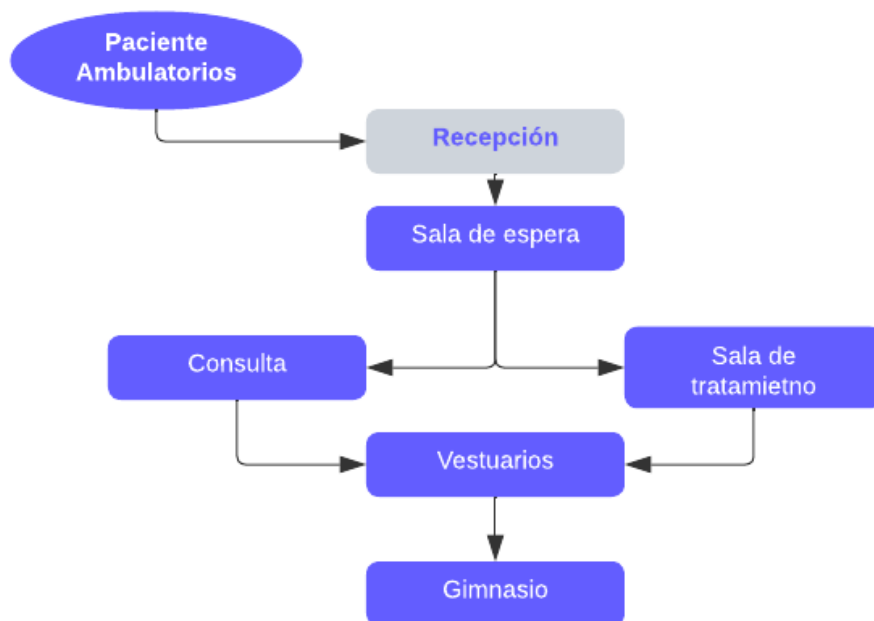 Paciente
Ambulatorios
Recepción
Sala de espera
Consulta
Sala de
tratamietno
Vestuarios
Gimnasio